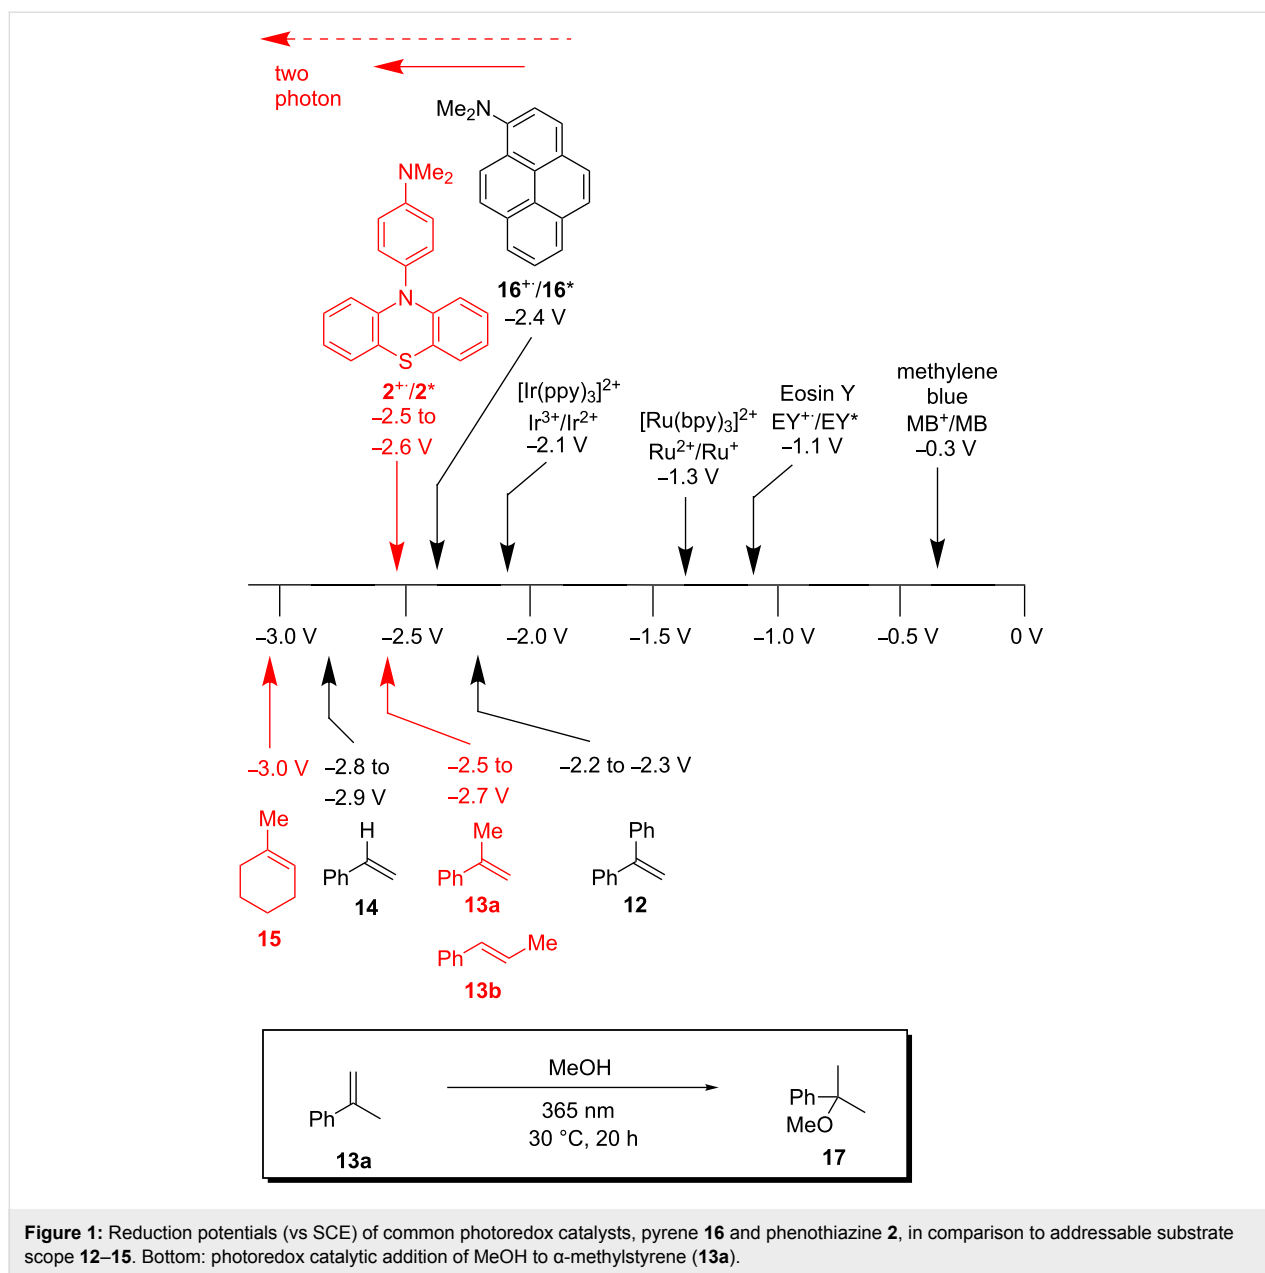 two
photon
Me2N
NMe2
N
S
16+·/16*
–2.4 V
2+·/2*
–2.5 to
–2.6 V
[Ir(ppy)3]2+
Ir3+/Ir2+
–2.1 V
[Ru(bpy)3]2+
Ru2+/Ru+
–1.3 V
Eosin Y
EY+·/EY*
–1.1 V
methylene
blue
MB+/MB
–0.3 V
–3.0 V –2.5 V –2.0 V –1.5 V –1.0 V –0.5 V 0 V
–3.0 V
Me
15
–2.8 to
–2.9 V
H
Ph
14
–2.5 to
–2.7 V
Me
Ph
13a
Ph Me
13b
–2.2 to –2.3 V
Ph
Ph
12
Ph
13a
MeOH
365 nm
30 °C, 20 h
Ph
MeO
17
Figure 1: Reduction potentials (vs SCE) of common photoredox catalysts, pyrene 16 and phenothiazine 2, in comparison to addressable substrate
scope 12–15. Bottom: photoredox catalytic addition of MeOH to α-methylstyrene (13a).